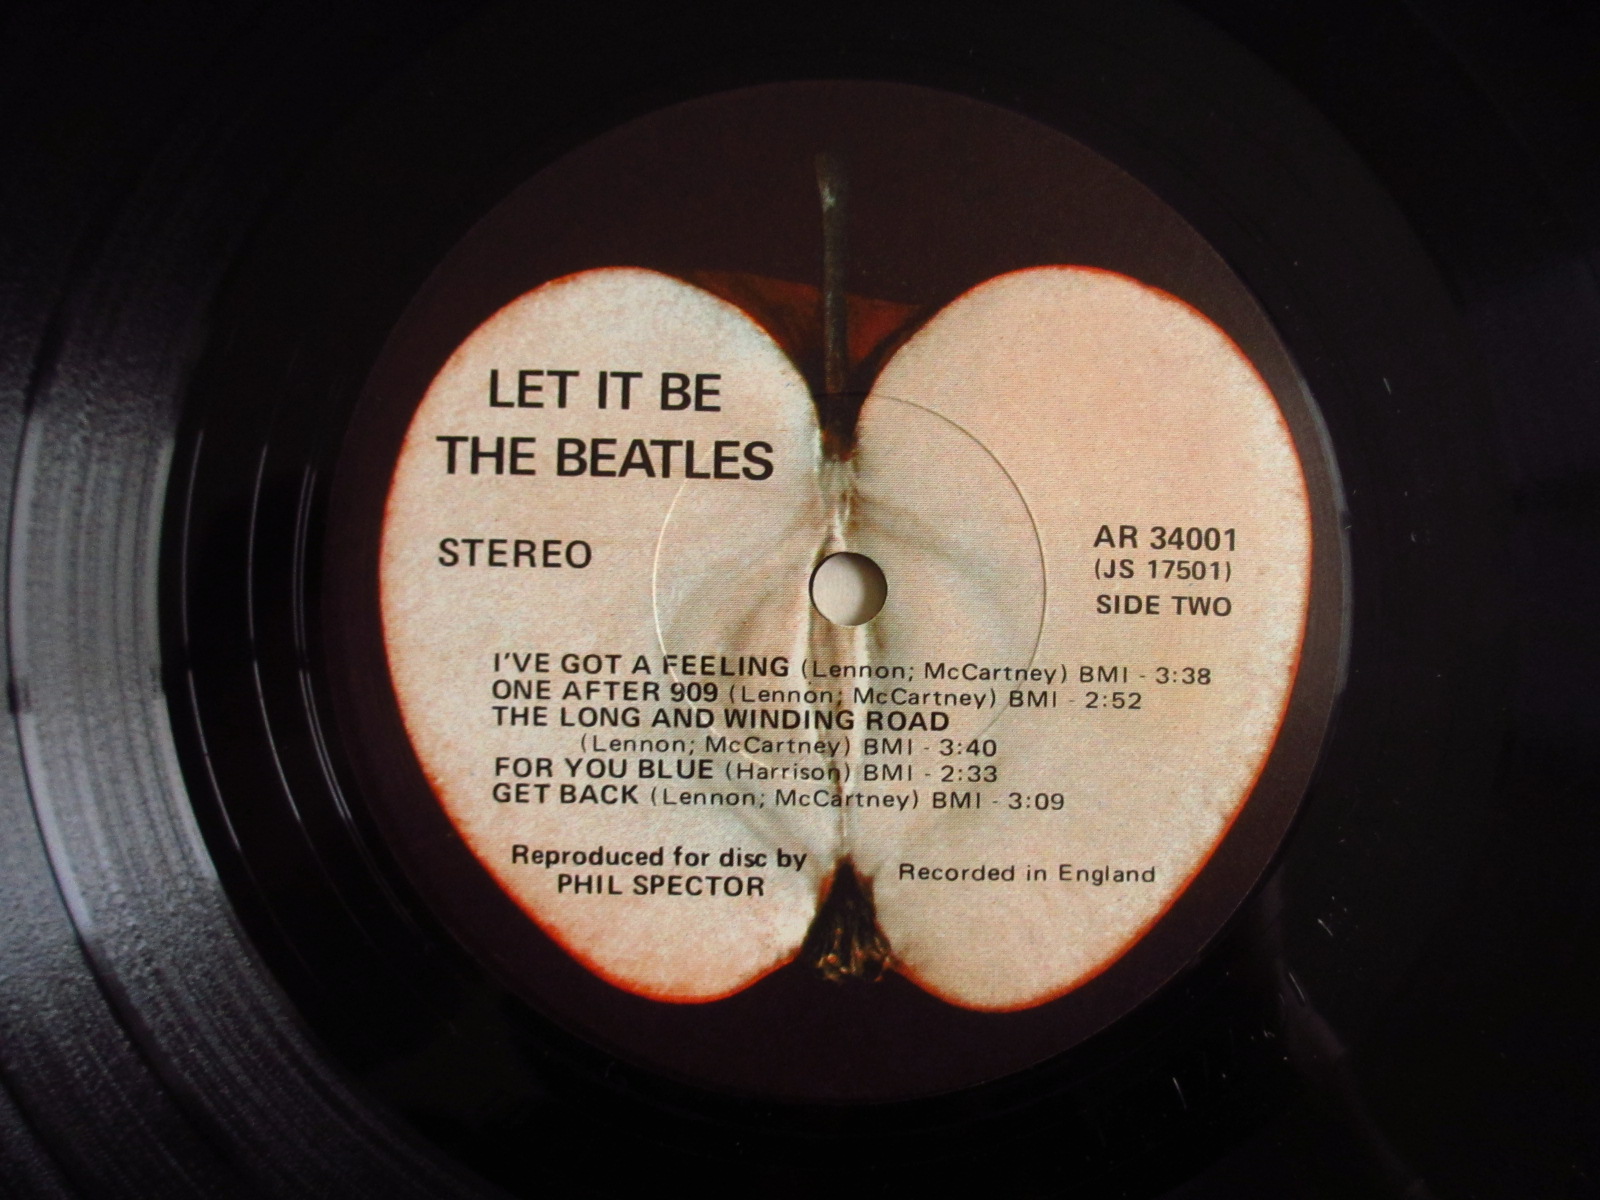 LET IT BE
THE BEATLES
STEREO
AR 34001
(JS 17501)
SIDE TWO
I'VE GOT A FEELING (Lennon; McCartney) BMI - 3:38
ONE AFTER 909 (Lennon; McCartney) BMI - 2:52
THE LONG AND WINDING ROAD
(Lennon; McCartney) BMI - 3:40
FOR YOU BLUE (Harrison) BMI - 2:33
GET BACK (Lennon; McCartney) BMI - 3:09
Reproduced for disc by
PHIL SPECTOR
Recorded in England